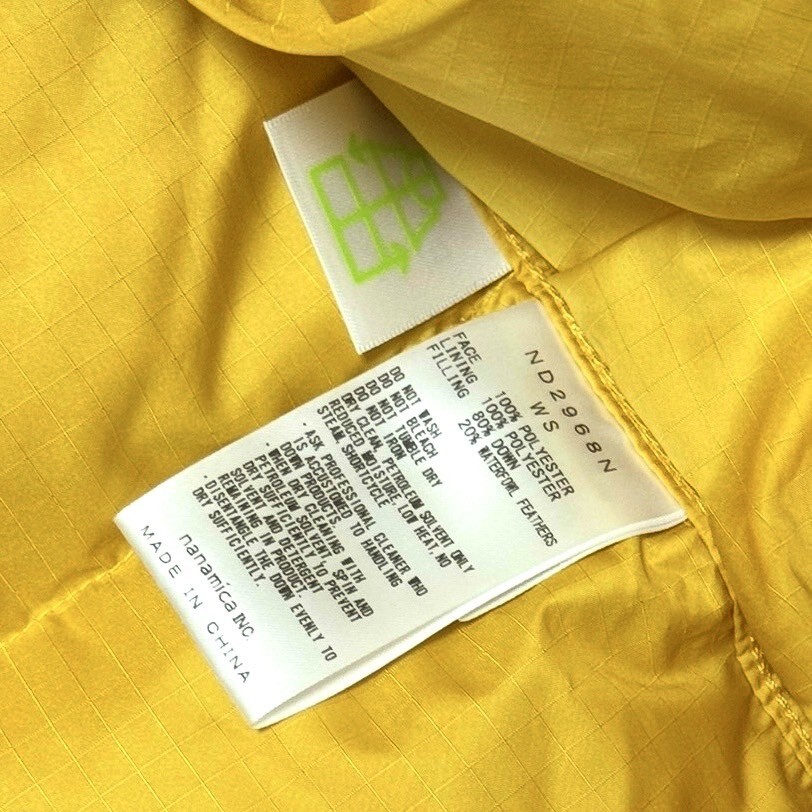 ND2968N
WS
FACE 100% POLYESTER
LINING 100% POLYESTER
FILLING 80% DOWN
20% WATERFOWL FEATHERS
DO NOT WASH
DO NOT BLEACH
DO NOT TUMBLE DRY
DO NOT IRON
DRY CLEAN, PETROLEUM SOLVENT ONLY
REDUCED MOISTURE, LOW HEAT, NO
STEAM, SHORTCYCLE
· ASK PROFESSIONAL CLEANER WHO
IS ACCUSTOMED TO HANDLING
DOWN PRODUCTS.
· WHEN DRY CLEANING WITH
PETROLEUM SOLVENT, SPIN AND
DRY SUFFICIENTLY TO PREVENT
SOLVENT AND DETERGENT
REMAINING IN PRODUCT.
· DISENTANGLE THE DOWN EVENLY TO
DRY SUFFICIENTLY.
nanamica INC.
MADE IN CHINA